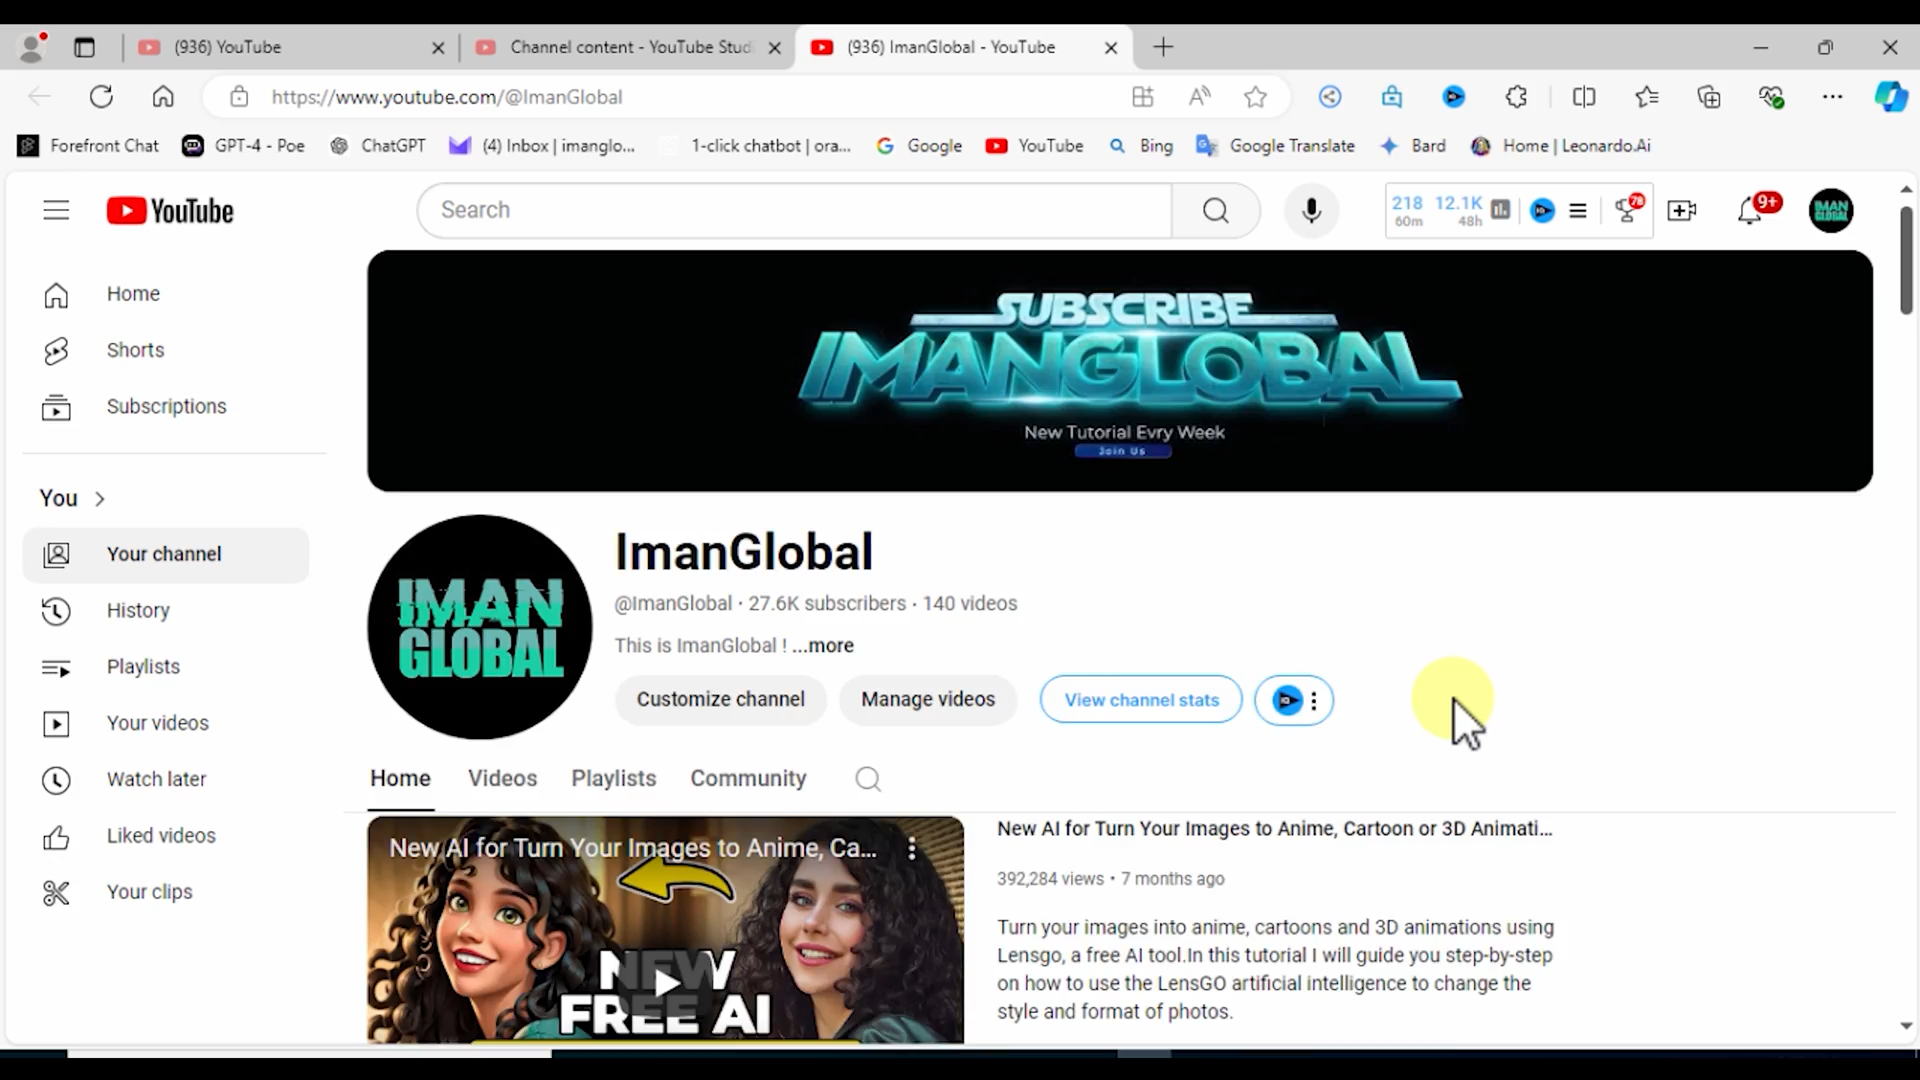 (936) YouTube
Channel content - YouTube Stud
(936) ImanGlobal - YouTube
https://www.youtube.com/@ImanGlobal
Forefront Chat
GPT-4 - Poe
ChatGPT
(4) Inbox | imanglo...
1-click chatbot | ora...
Google
YouTube
Bing
Google Translate
Bard
Home | Leonardo.Ai
YouTube
Search
218
60m
12.1K
48h
78
9+
IMAN
GLOBAL
Home
Shorts
Subscriptions
You
Your channel
History
Playlists
Your videos
Watch later
Liked videos
Your clips
SUBSCRIBE
IMANGLOBAL
New Tutorial Evry Week
Join Us
IMAN
GLOBAL
ImanGlobal
@ImanGlobal · 27.6K subscribers · 140 videos
This is ImanGlobal ! ...more
Customize channel
Manage videos
View channel stats
Home
Videos
Playlists
Community
New AI for Turn Your Images to Anime, Ca...
NEW
FREE AI
New AI for Turn Your Images to Anime, Cartoon or 3D Animati...
392,284 views • 7 months ago
Turn your images into anime, cartoons and 3D animations using
Lensgo, a free AI tool.In this tutorial I will guide you step-by-step
on how to use the LensGO artificial intelligence to change the
style and format of photos.